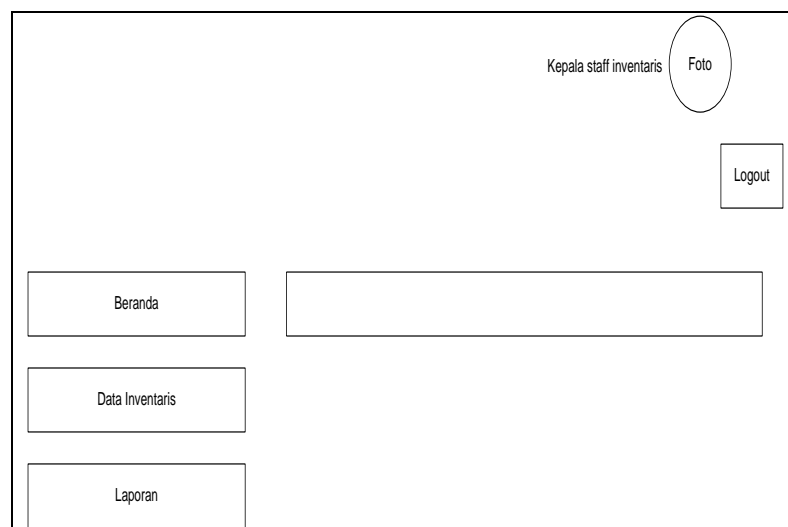 Kepala staff inventaris
Foto
Logout
Beranda
Data Inventaris
Laporan